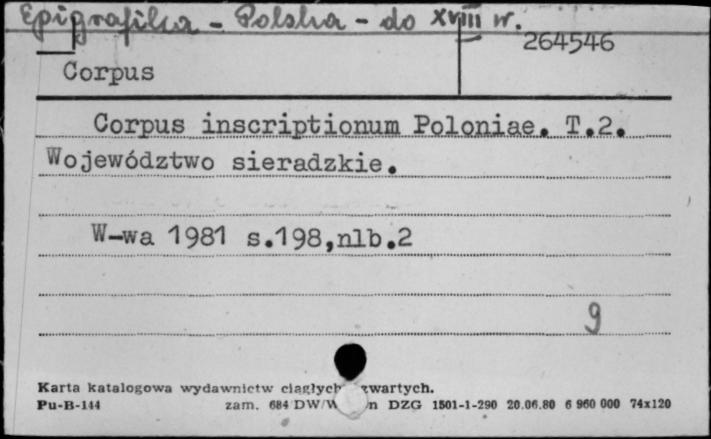 Epigrafika - Polska - do XVIII w.
264546
Corpus
Corpus inscriptionum Poloniae. T.2.
Województwo sieradzkie.
W-wa 1981 s.198,nlb.2
9
Karta katalogowa wydawnictw ciągłych zwartych.
Pu-B-144 zam. 684 DW/W n DZG 1501-1-290 20.06.80 6 960 000 74x120